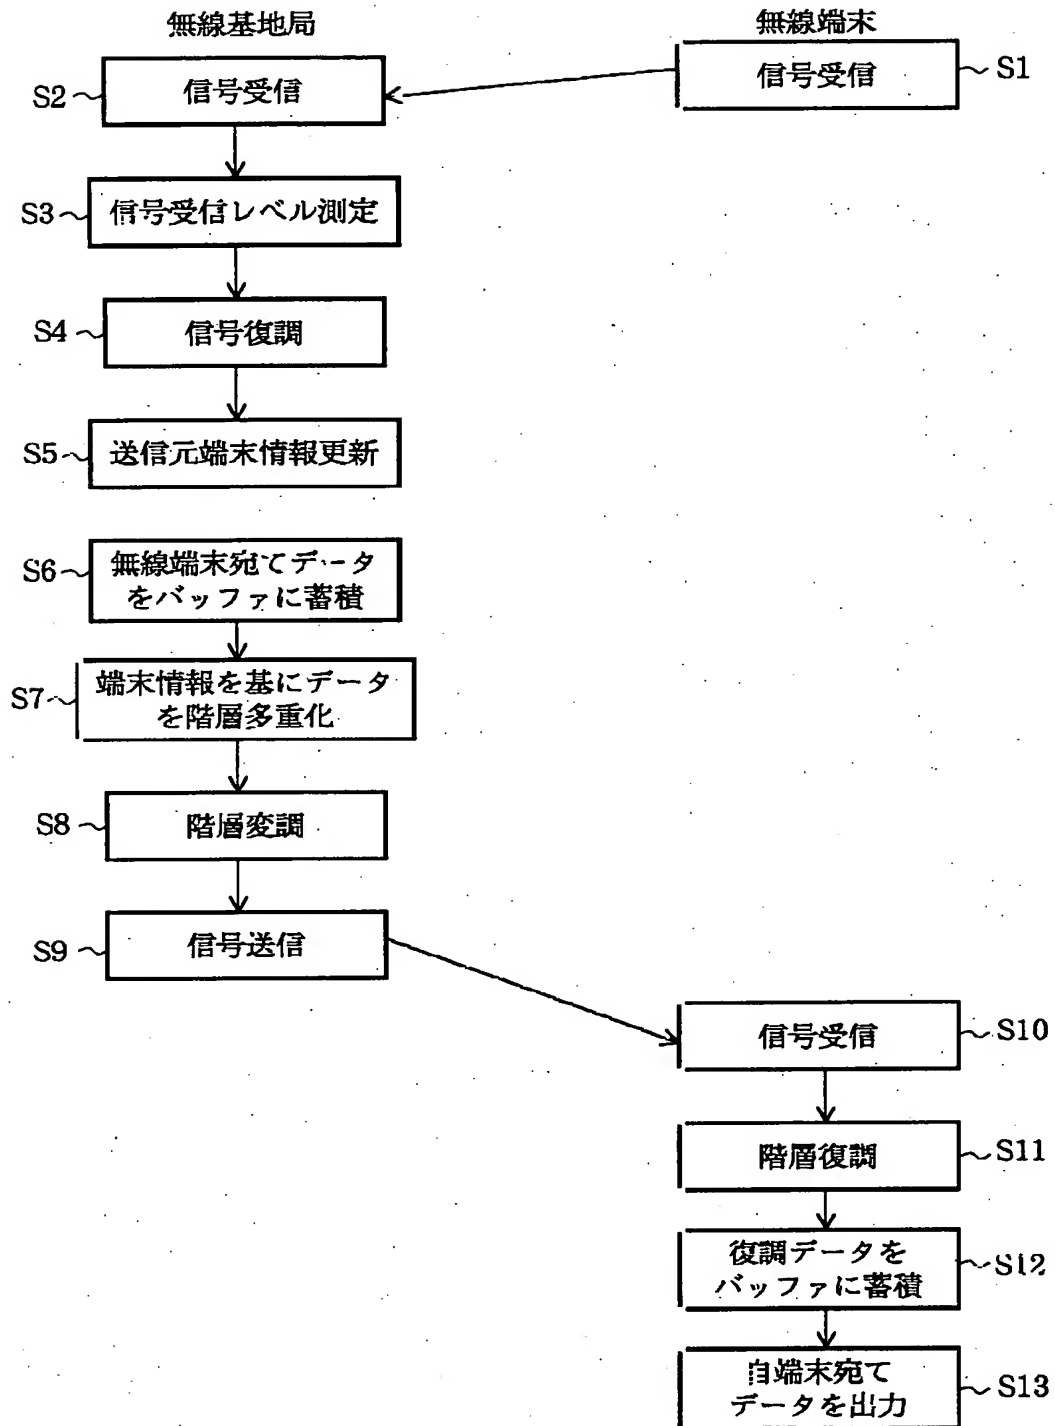 無線基地局
無線端末
信号受信
S1
S2
信号受信
S3
信号受信レベル測定
S4
信号復調
S5
送信元端末情報更新
S6
無線端末宛てデータ
をバッファに蓄積
S7
端末情報を基にデータ
を階層多重化
S8
階層変調
S9
信号送信
信号受信
S10
階層復調
S11
復調データを
バッファに蓄積
S12
自端末宛て
データを出力
S13